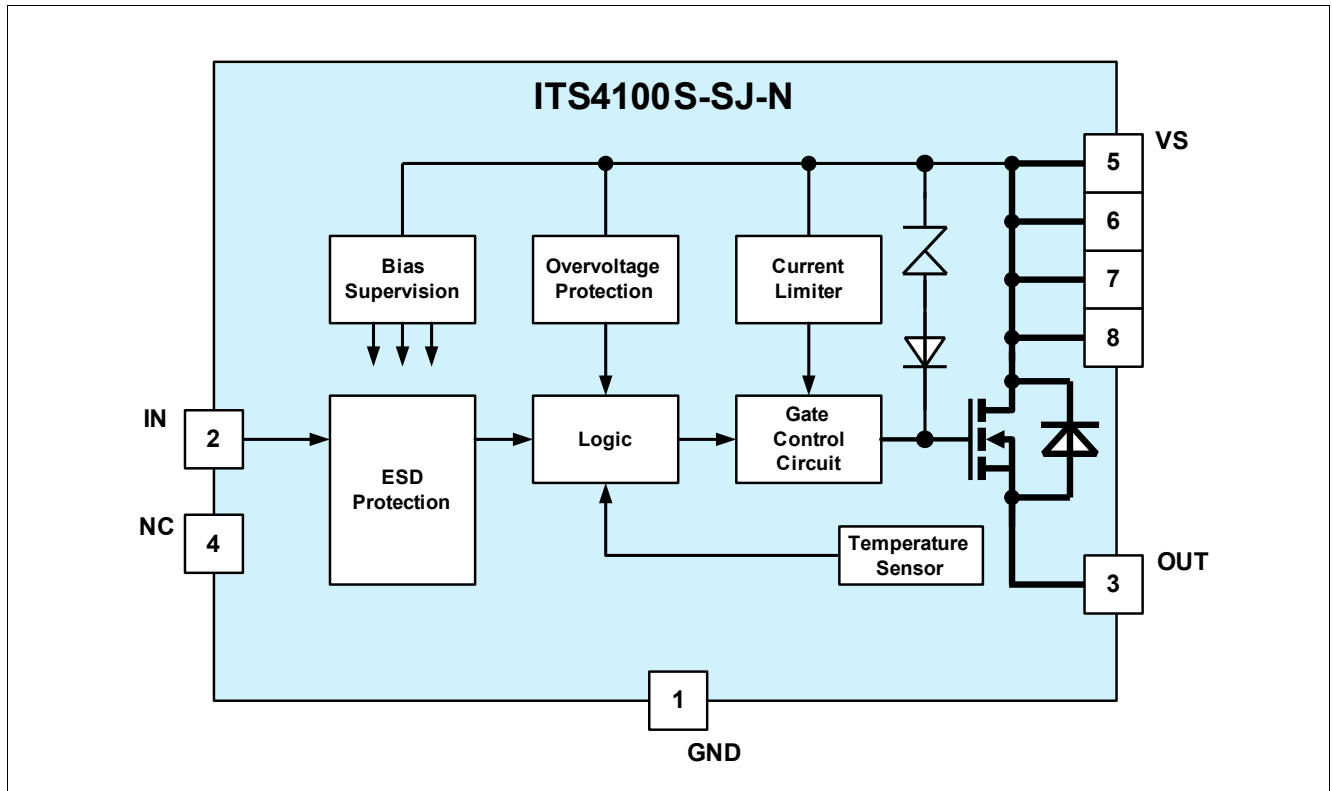 ITS4100S-SJ-N
VS
5
6
7
8
Bias
Supervision
Overvoltage
Protection
Current
Limiter
IN
2
NC
4
ESD
Protection
Logic
Gate
Control
Circuit
Temperature
Sensor
OUT
3
1
GND